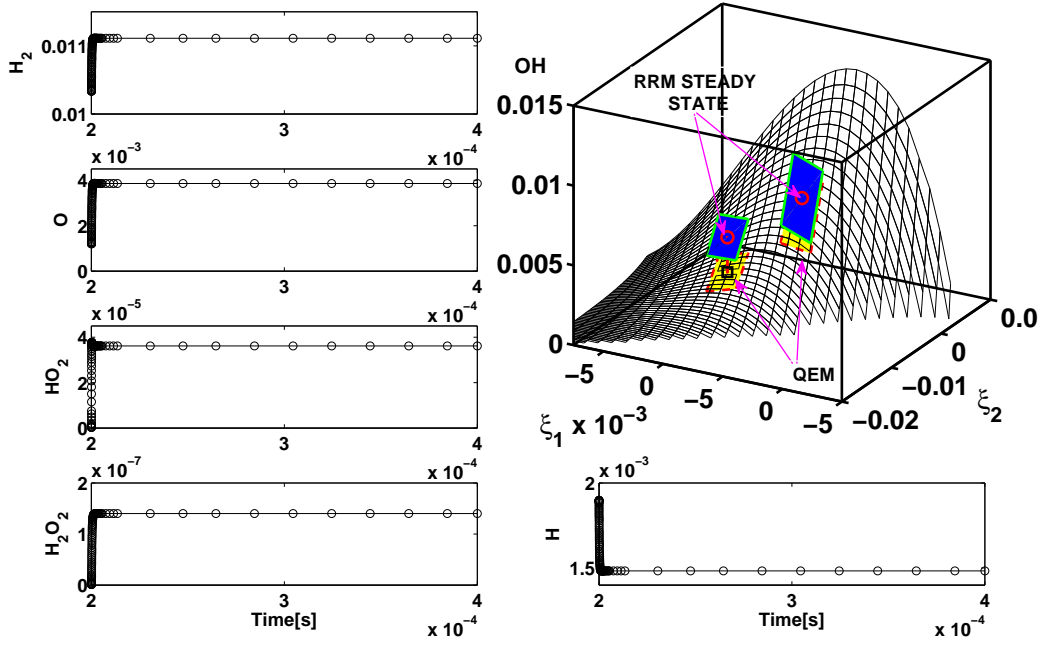 H₂
0.011
0.01
2
3
4
x 10⁻³
x 10⁻⁴
O
4
2
0
2
3
4
x 10⁻⁵
x 10⁻⁴
HO₂
4
2
0
2
3
4
x 10⁻⁷
x 10⁻⁴
H₂O₂
2
1
0
2
3
4
Time[s]
x 10⁻⁴
OH
RRM STEADY
STATE
0.015
0.01
0.005
0
QEM
−5
0
−5
0
−5
ξ₁ x 10⁻³
−0.02
−0.01
0
0.0
ξ₂
x 10⁻³
H
2
1.5
2
3
4
Time[s]
x 10⁻⁴